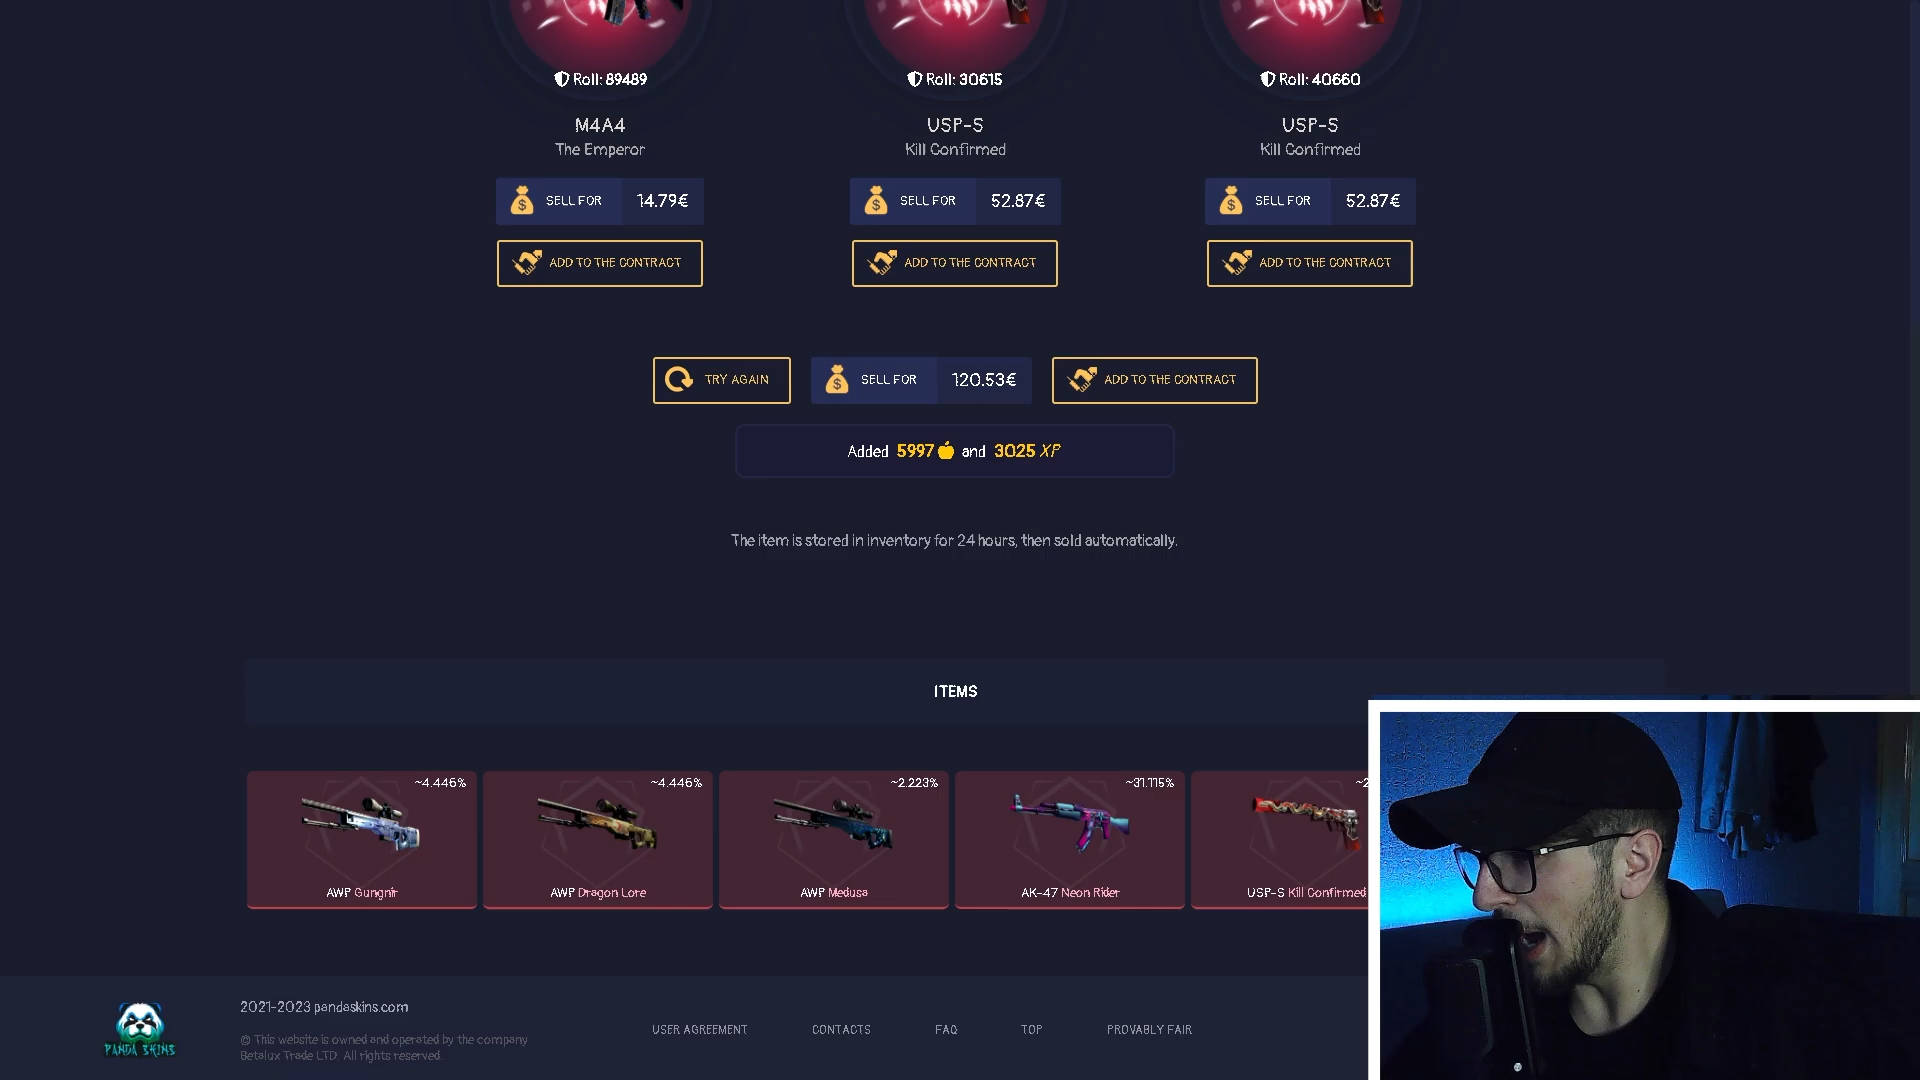 Roll: 89489
Roll: 30615
Roll: 40660
M4A4
The Emperor
USP-S
Kill Confirmed
USP-S
Kill Confirmed
SELL FOR 14.79€
SELL FOR 52.87€
SELL FOR 52.87€
ADD TO THE CONTRACT
ADD TO THE CONTRACT
ADD TO THE CONTRACT
TRY AGAIN
SELL FOR 120.53€
ADD TO THE CONTRACT
Added 5997 and 3025 XP
The item is stored in inventory for 24 hours, then sold automatically.
ITEMS
~4.446%
AWP Gungnir
~4.446%
AWP Dragon Lore
~2.223%
AWP Medusa
~31.115%
AK-47 Neon Rider
~2
USP-S Kill Confirmed
PANDA SKINS
2021-2023 pandaskins.com
© This website is owned and operated by the company
Betalux Trade LTD. All rights reserved.
USER AGREEMENT
CONTACTS
FAQ
TOP
PROVABLY FAIR